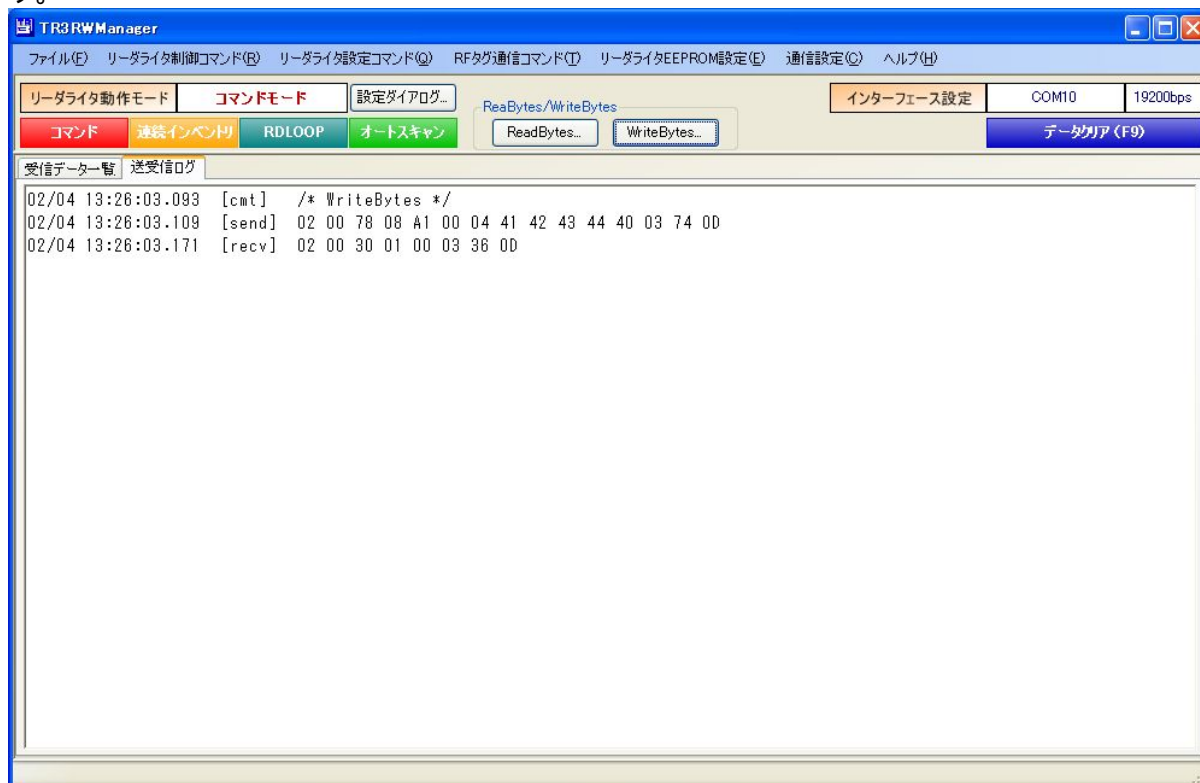 す。
TR3RWManager
ファイル(F) リーダライタ制御コマンド(R) リーダライタ設定コマンド(Q) RFタグ通信コマンド(T) リーダライタEEPROM設定(E) 通信設定(C) ヘルプ(H)
リーダライタ動作モード コマンドモード 設定ダイアログ... ReaBytes/WriteBytes インターフェース設定 COM10 19200bps
コマンド 連続インベントリ RDLOOP オートスキャン ReadBytes... WriteBytes... データクリア (F9)
受信データ一覧 送受信ログ
02/04 13:26:03.093 [cmt] /* WriteBytes */
02/04 13:26:03.109 [send] 02 00 78 08 A1 00 04 41 42 43 44 40 03 74 0D
02/04 13:26:03.171 [recv] 02 00 30 01 00 03 36 0D